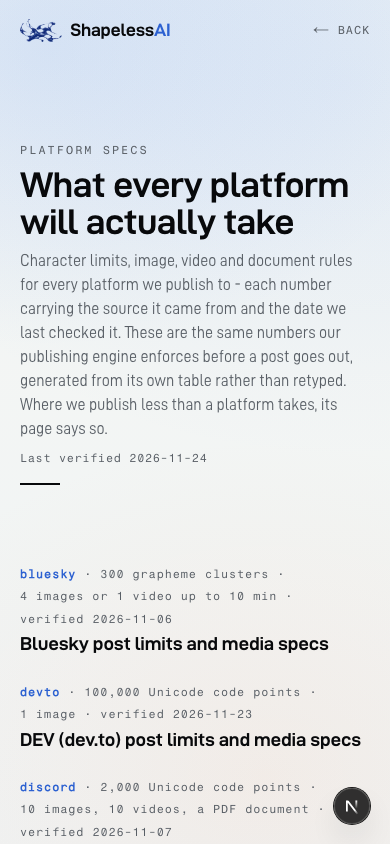 ShapelessAI
← BACK
PLATFORM SPECS
What every platform
will actually take
Character limits, image, video and document rules
for every platform we publish to - each number
carrying the source it came from and the date we
last checked it. These are the same numbers our
publishing engine enforces before a post goes out,
generated from its own table rather than retyped.
Where we publish less than a platform takes, its
page says so.
Last verified 2026-11-24
bluesky · 300 grapheme clusters ·
4 images or 1 video up to 10 min ·
verified 2026-11-06
Bluesky post limits and media specs
devto · 100,000 Unicode code points ·
1 image · verified 2026-11-23
DEV (dev.to) post limits and media specs
discord · 2,000 Unicode code points ·
10 images, 10 videos, a PDF document ·
verified 2026-11-07
N